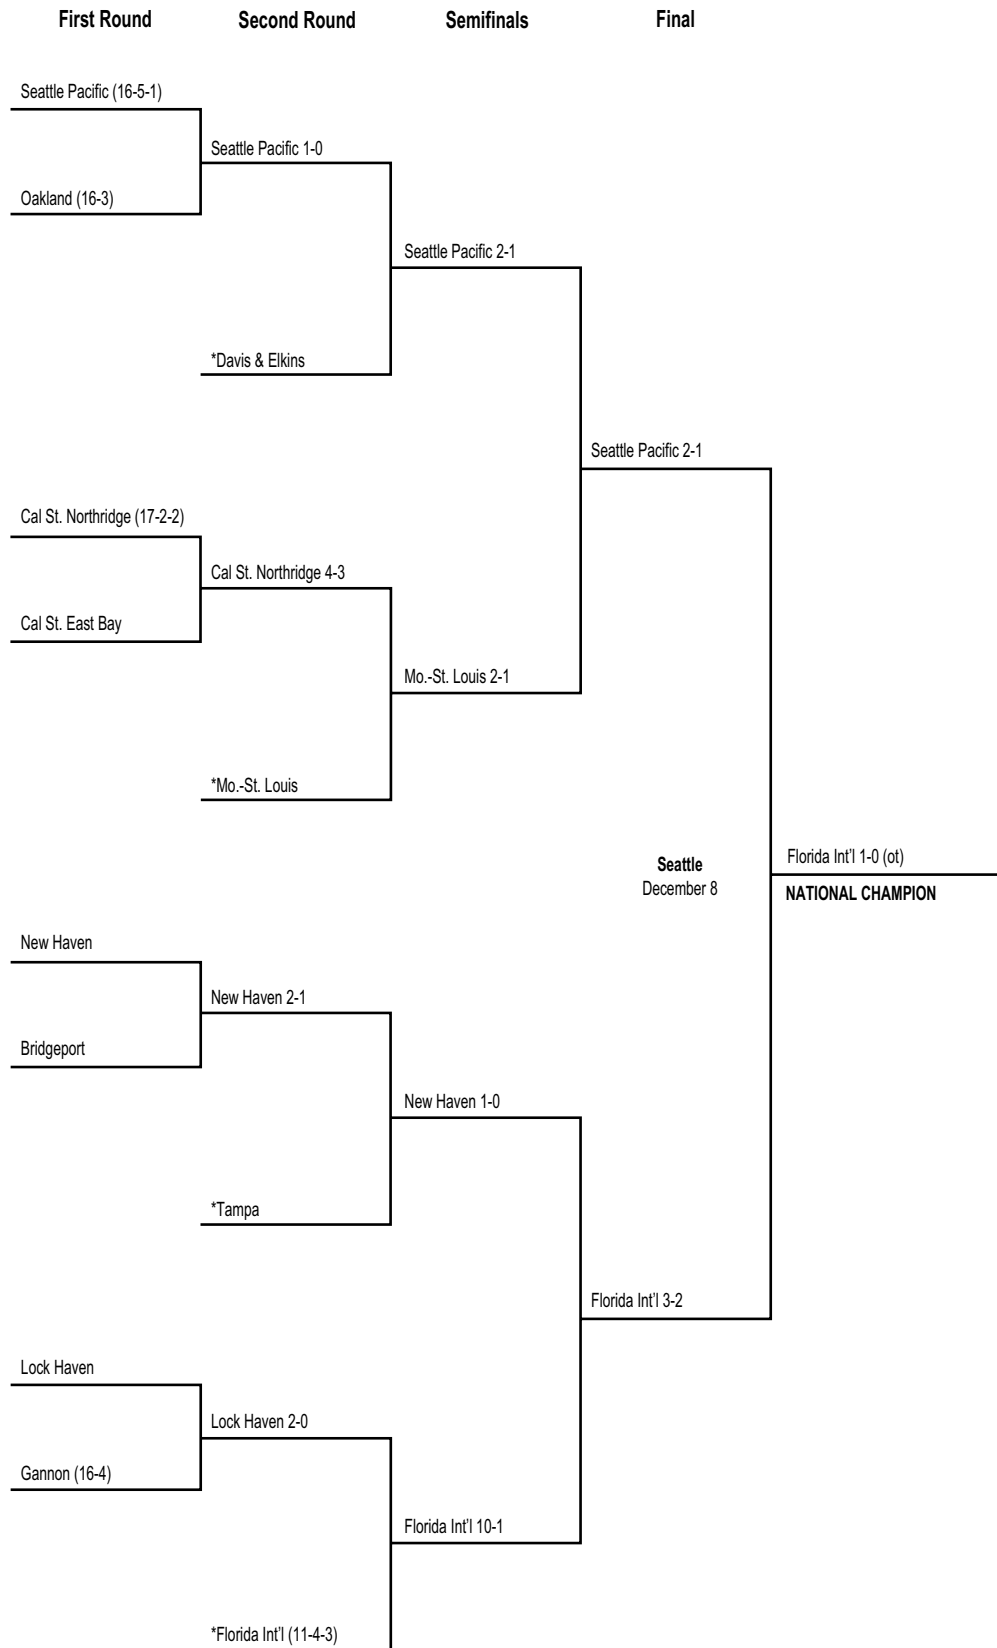 First Round
Second Round
Semifinals
Final
Seattle Pacific (16-5-1)
Seattle Pacific 1-0
Oakland (16-3)
Seattle Pacific 2-1
*Davis & Elkins
Seattle Pacific 2-1
Cal St. Northridge (17-2-2)
Cal St. Northridge 4-3
Cal St. East Bay
Mo.-St. Louis 2-1
*Mo.-St. Louis
Seattle
December 8
Florida Int’l 1-0 (ot)
NATIONAL CHAMPION
New Haven
New Haven 2-1
Bridgeport
New Haven 1-0
*Tampa
Florida Int’l 3-2
Lock Haven
Lock Haven 2-0
Gannon (16-4)
Florida Int’l 10-1
*Florida Int’l (11-4-3)